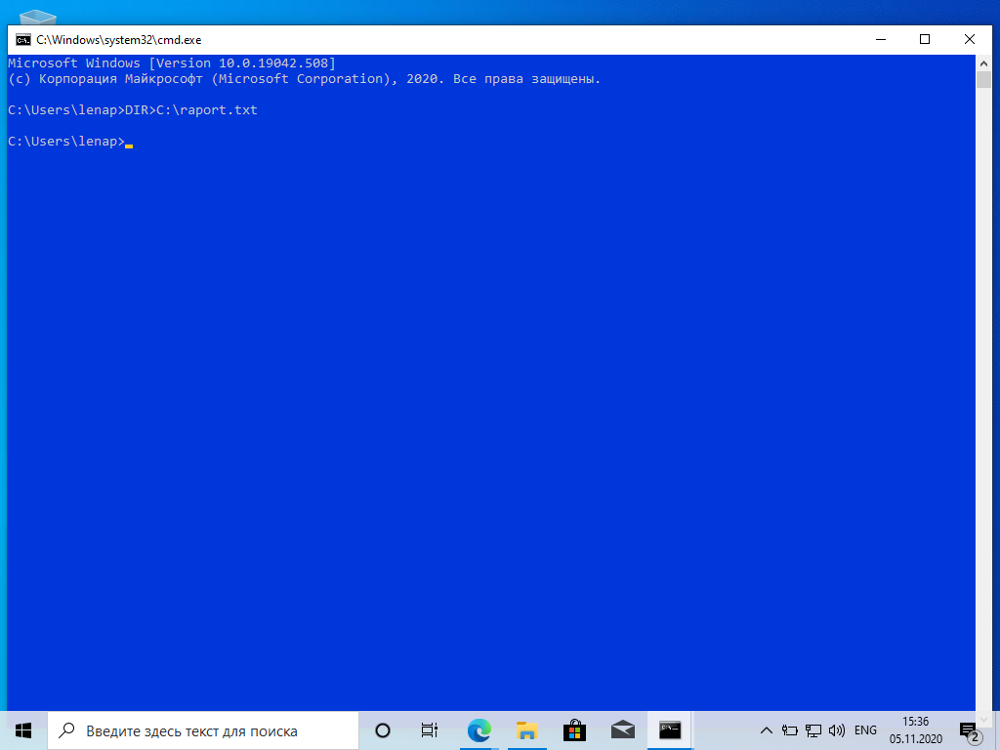 C:\Windows\system32\cmd.exe
Microsoft Windows [Version 10.0.19042.508]
(c) Корпорация Майкрософт (Microsoft Corporation), 2020. Все права защищены.
C:\Users\lenap>DIR>C:\raport.txt
C:\Users\lenap>
Введите здесь текст для поиска
ENG
15:36
05.11.2020
2